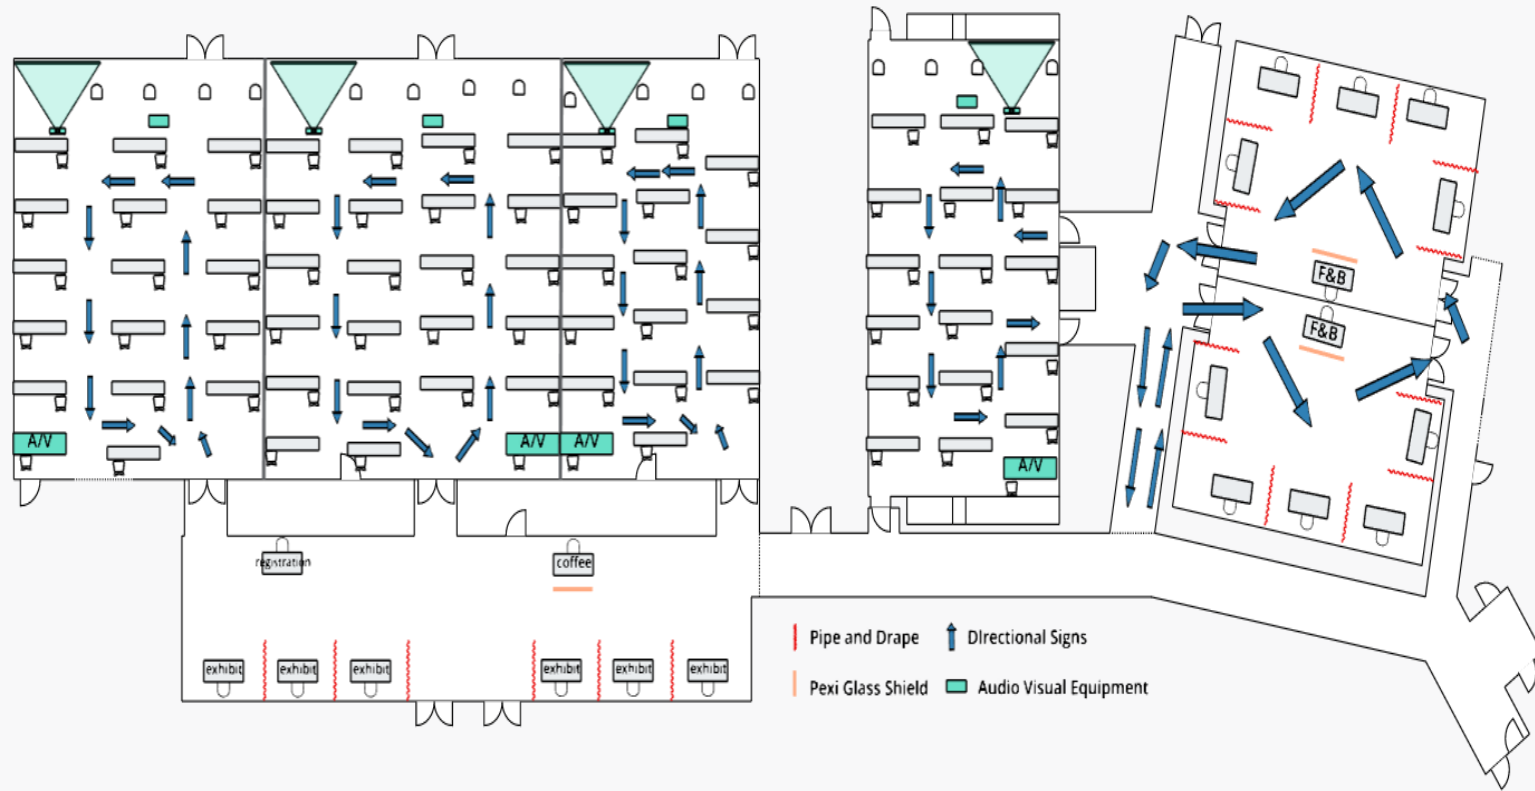 F&B
F&B
A/V
A/V
A/V
A/V
registration
coffee
exhibit
exhibit
exhibit
exhibit
exhibit
exhibit
Pipe and Drape
DIrectional Signs
Pexi Glass Shield
Audio Visual Equipment